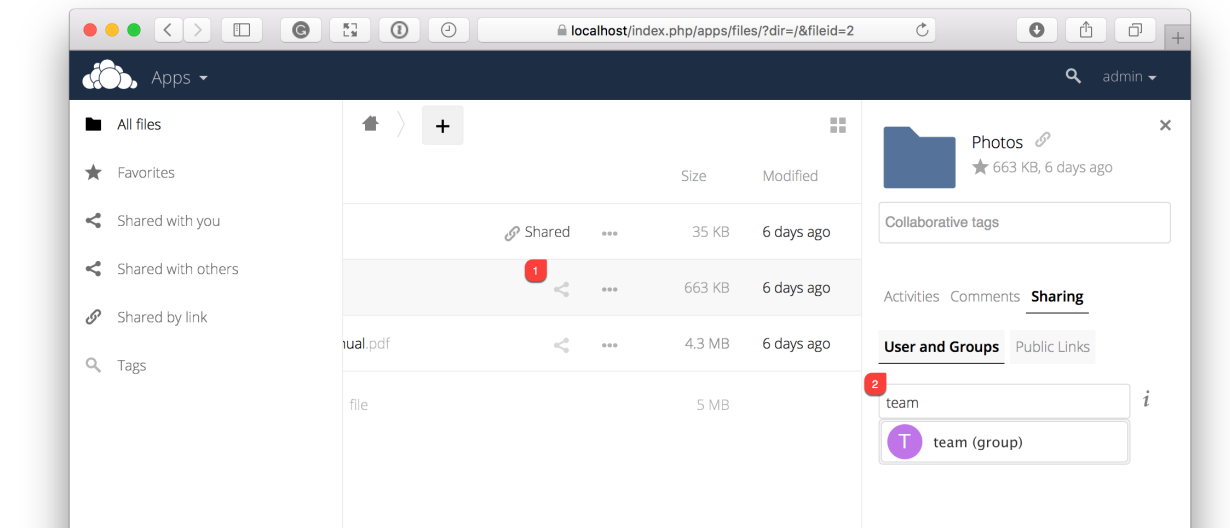 localhost/index.php/apps/files/?dir=/&fileid=2
Apps
admin
All files
Favorites
Shared with you
Shared with others
Shared by link
Tags
Size Modified
Shared 35 KB 6 days ago
1
663 KB 6 days ago
nual.pdf 4.3 MB 6 days ago
file 5 MB
Photos
663 KB, 6 days ago
Collaborative tags
Activities Comments Sharing
User and Groups Public Links
2
team
i
T team (group)